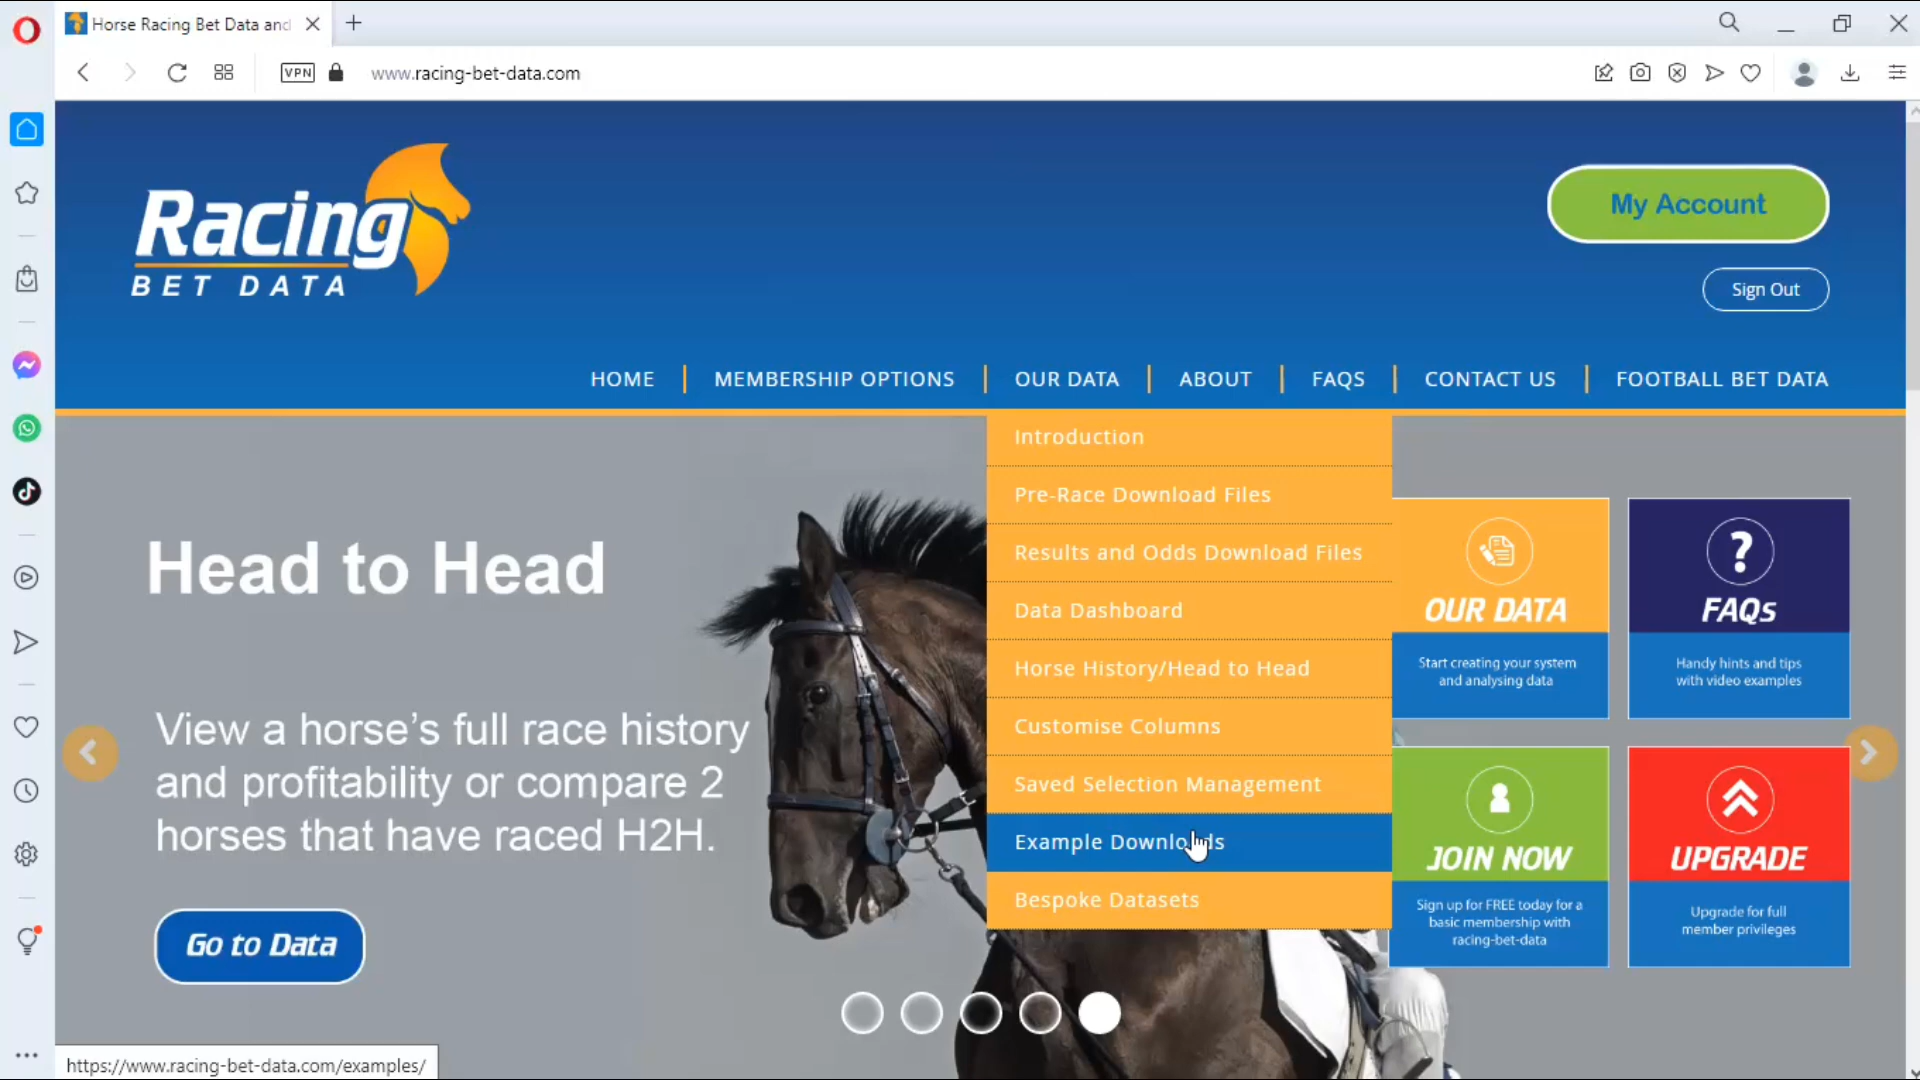 Horse Racing Bet Data and
VPN
www.racing-bet-data.com
Racing
BET DATA
My Account
Sign Out
HOME
MEMBERSHIP OPTIONS
OUR DATA
ABOUT
FAQS
CONTACT US
FOOTBALL BET DATA
Introduction
Pre-Race Download Files
Results and Odds Download Files
Data Dashboard
Horse History/Head to Head
Customise Columns
Saved Selection Management
Example Downloads
Bespoke Datasets
Head to Head
View a horse's full race history
and profitability or compare 2
horses that have raced H2H.
Go to Data
OUR DATA
Start creating your system
and analysing data
?
FAQs
Handy hints and tips
with video examples
JOIN NOW
Sign up for FREE today for a
basic membership with
racing-bet-data
UPGRADE
Upgrade for full
member privileges
https://www.racing-bet-data.com/examples/